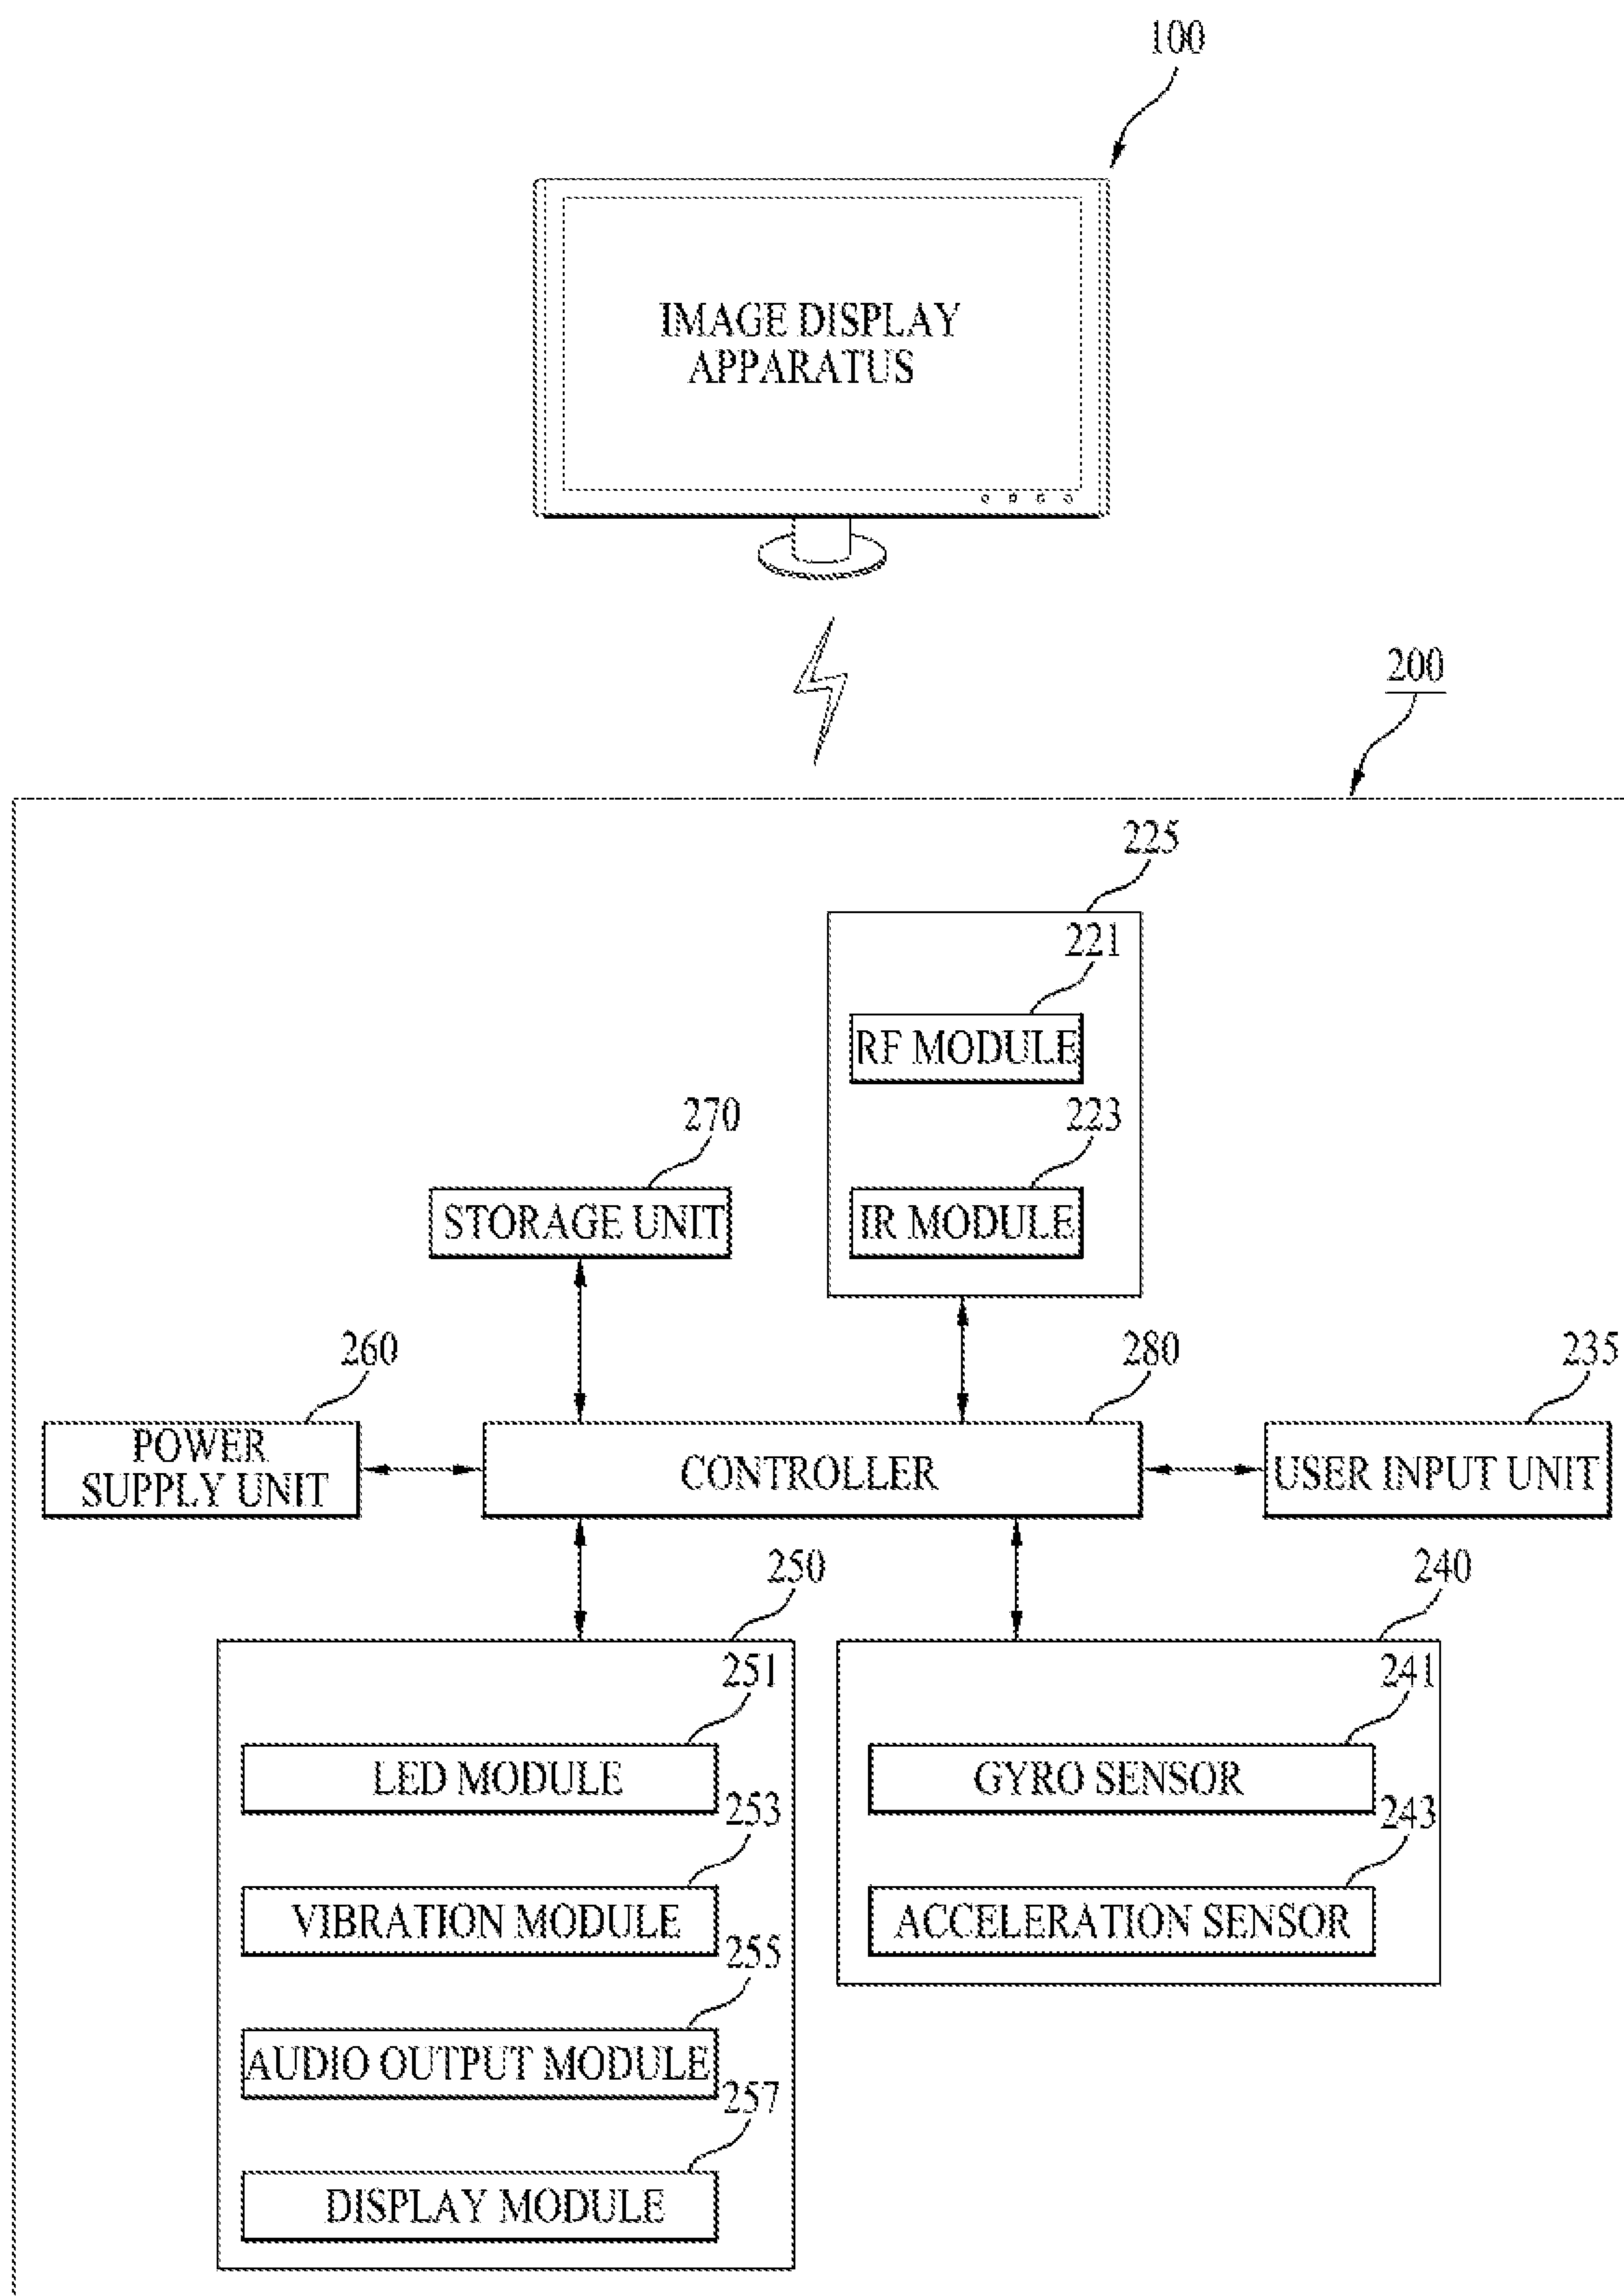 100
IMAGE DISPLAY
APPARATUS
200
225
221
RF MODULE
270
223
STORAGE UNIT
IR MODULE
260
280
235
POWER
SUPPLY UNIT
CONTROLLER
USER INPUT UNIT
250
240
251
241
LED MODULE
GYRO SENSOR
253
243
VIBRATION MODULE
ACCELERATION SENSOR
255
AUDIO OUTPUT MODULE
257
DISPLAY MODULE